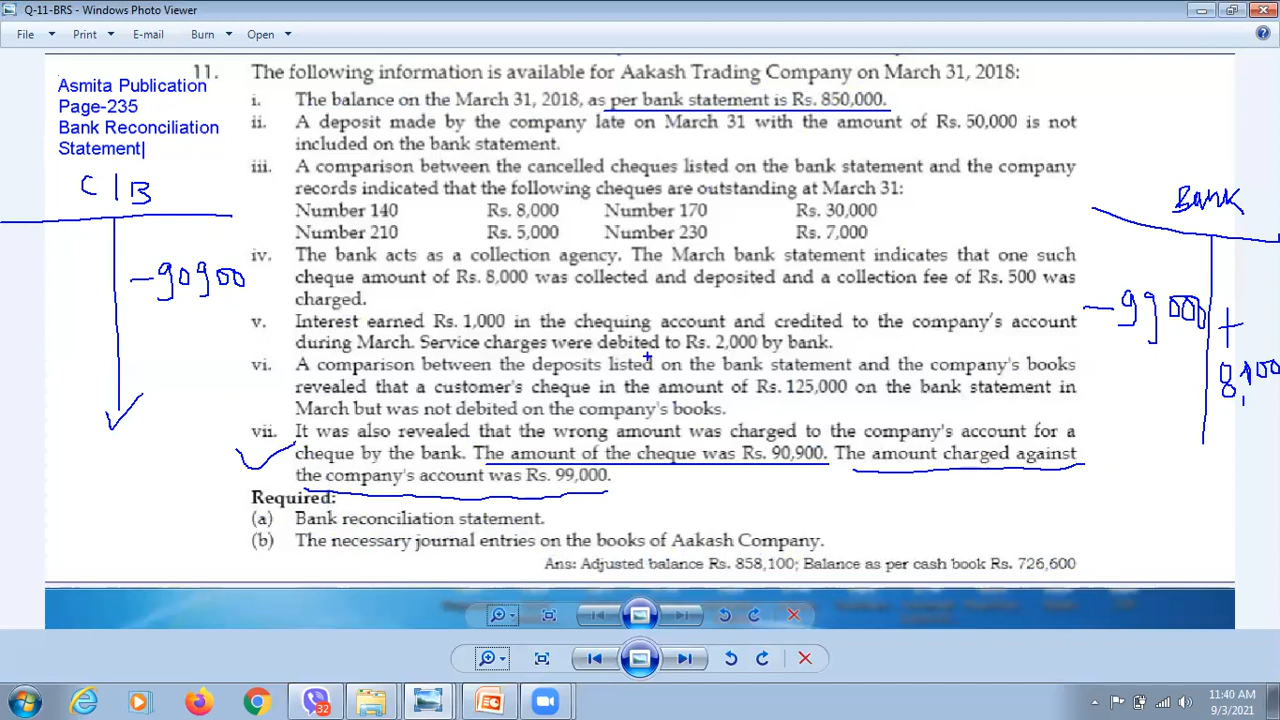 Q-11-BRS - Windows Photo Viewer
File Print E-mail Burn Open
Asmita Publication
Page-235
Bank Reconciliation
Statement
C/B
-90900
11. The following information is available for Aakash Trading Company on March 31, 2018:
i. The balance on the March 31, 2018, as per bank statement is Rs. 850,000.
ii. A deposit made by the company late on March 31 with the amount of Rs. 50,000 is not
included on the bank statement.
iii. A comparison between the cancelled cheques listed on the bank statement and the company
records indicated that the following cheques are outstanding at March 31:
Number 140 Rs. 8,000 Number 170 Rs. 30,000
Number 210 Rs. 5,000 Number 230 Rs. 7,000
iv. The bank acts as a collection agency. The March bank statement indicates that one such
cheque amount of Rs. 8,000 was collected and deposited and a collection fee of Rs. 500 was
charged.
v. Interest earned Rs. 1,000 in the chequing account and credited to the company's account
during March. Service charges were debited to Rs. 2,000 by bank.
vi. A comparison between the deposits listed on the bank statement and the company's books
revealed that a customer's cheque in the amount of Rs. 125,000 on the bank statement in
March but was not debited on the company's books.
vii. It was also revealed that the wrong amount was charged to the company's account for a
cheque by the bank. The amount of the cheque was Rs. 90,900. The amount charged against
the company's account was Rs. 99,000.
Required:
(a) Bank reconciliation statement.
(b) The necessary journal entries on the books of Aakash Company.
Ans: Adjusted balance Rs. 858,100; Balance as per cash book Rs. 726,600
Bank
-99000
+
8,100
32
11:40 AM
9/3/2021